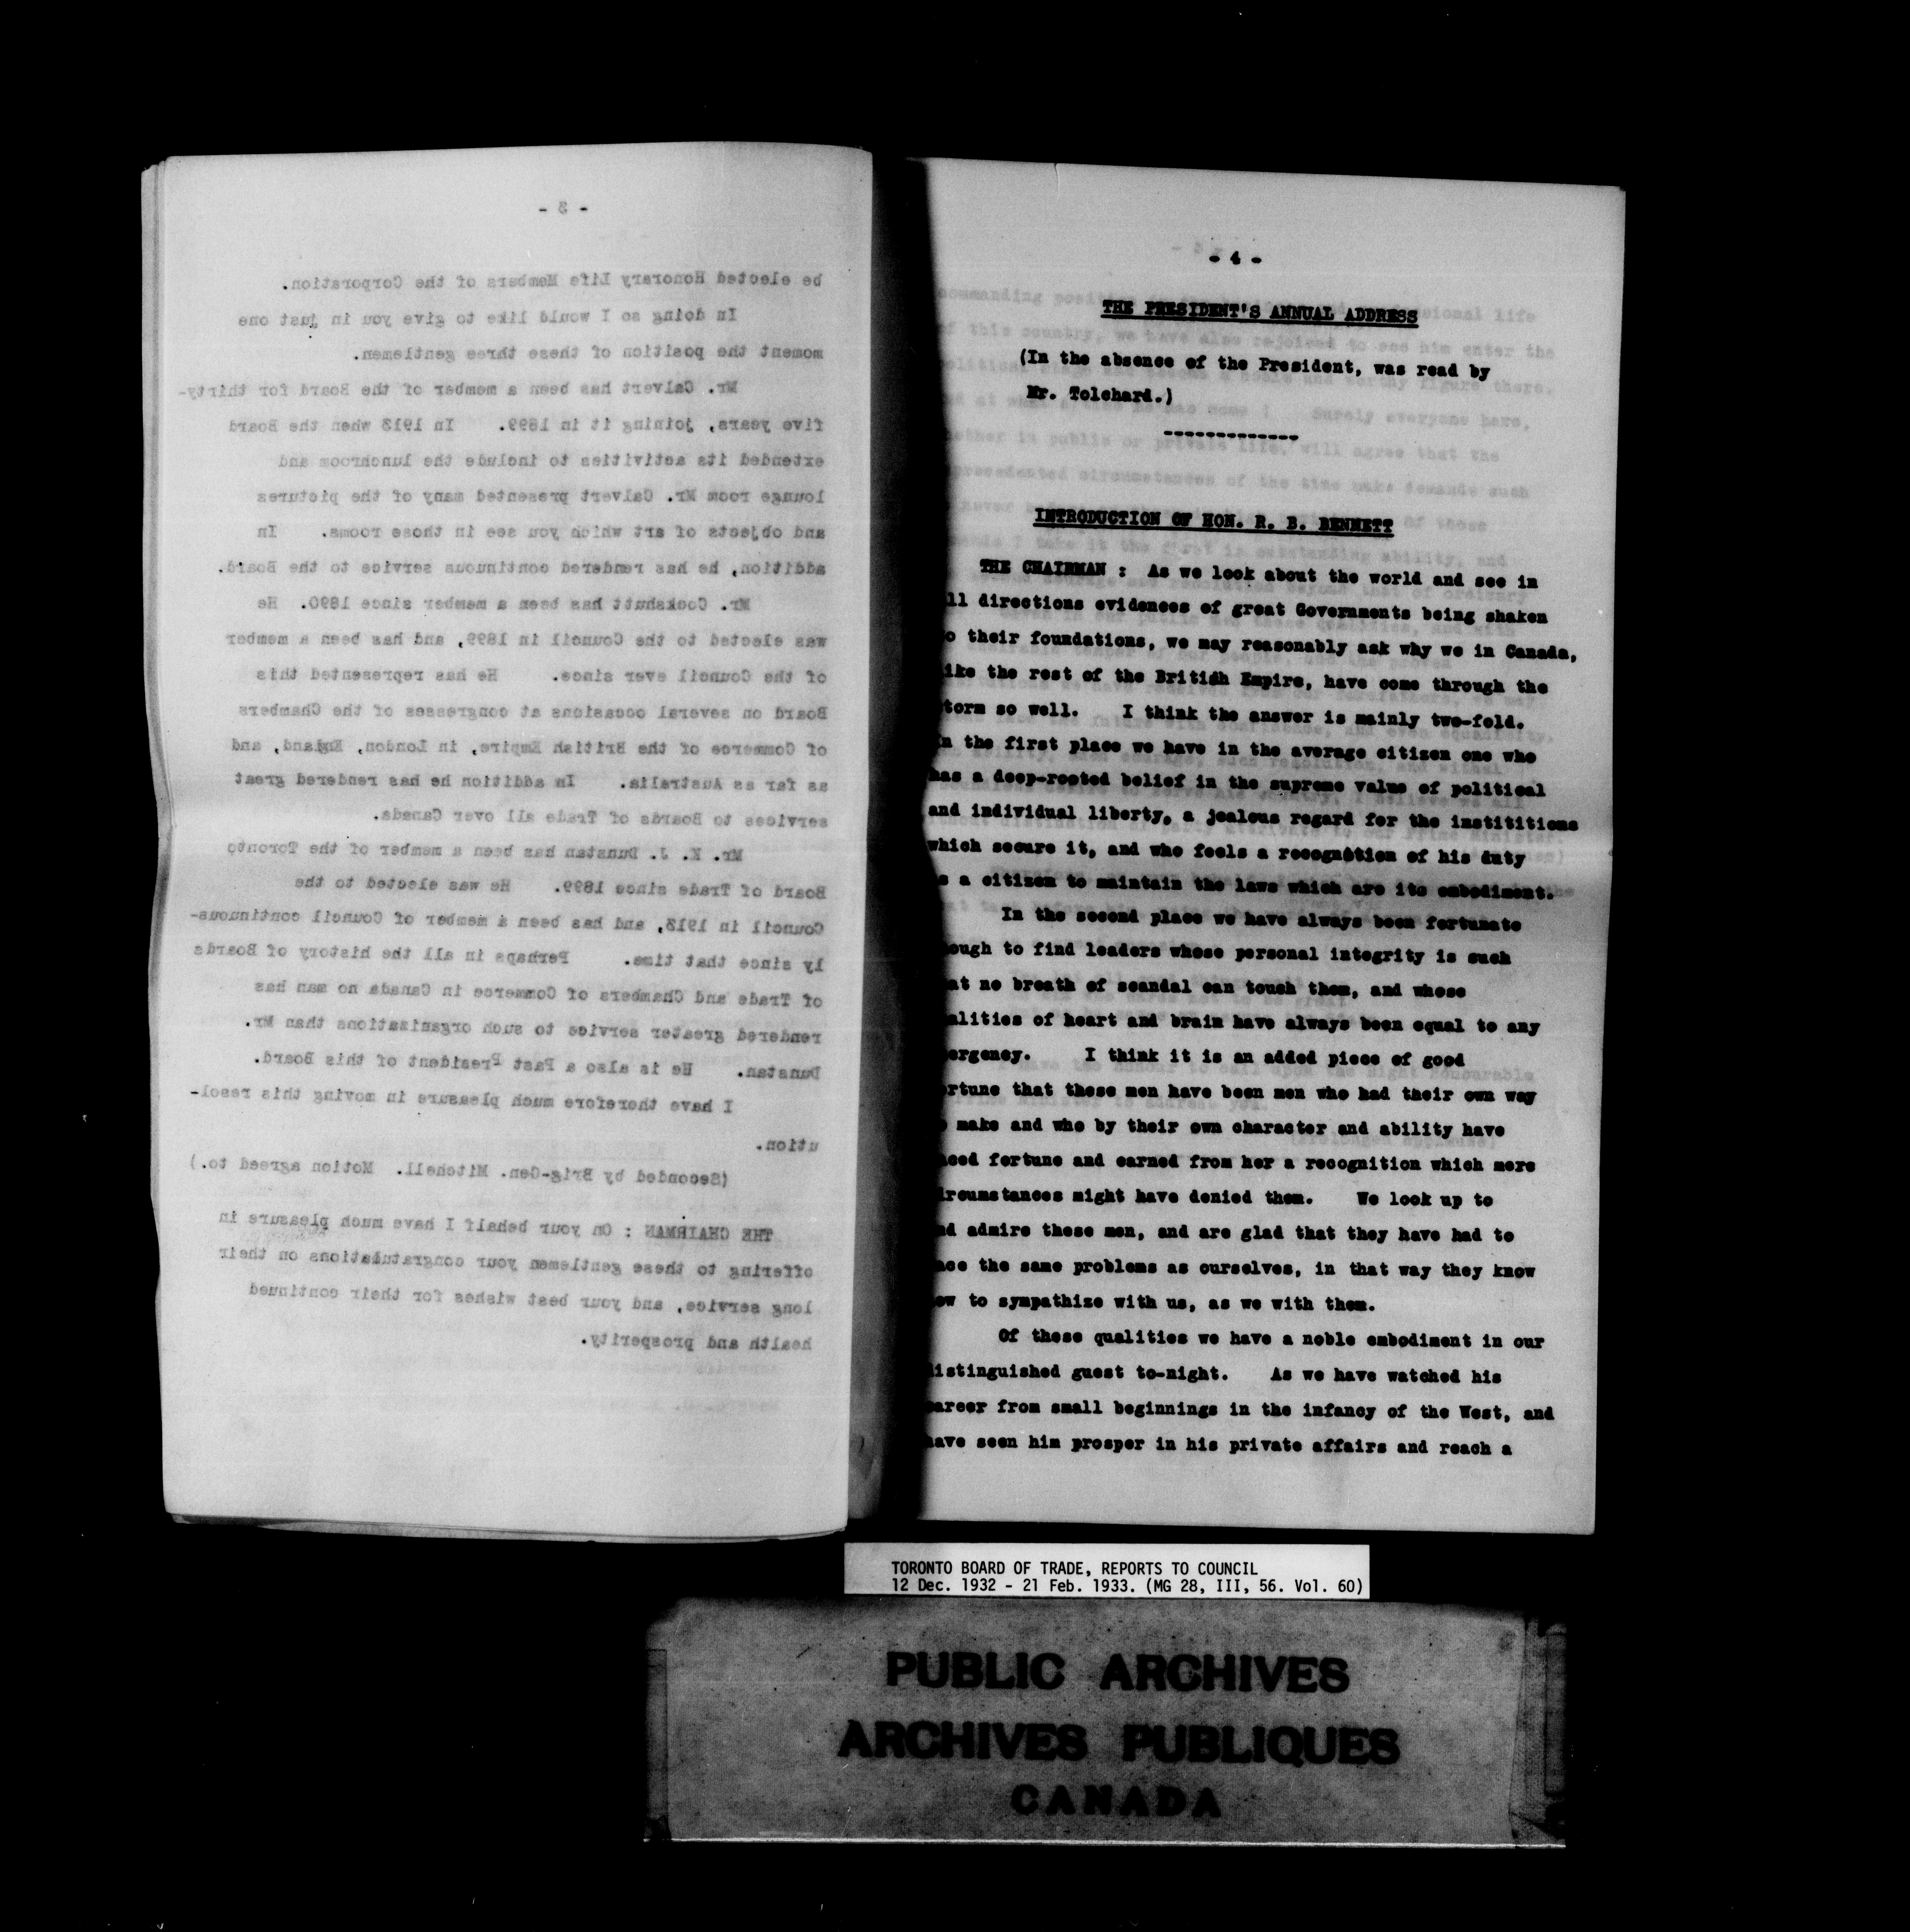 - 3 -
be elected Honorary Life Members of the Corporation.
In doing so I would like to give you in just one
moment the position of these three gentlemen.
Mr. Calvert has been a member of the Board for thirty-
five years, joining it in 1899. In 1913 when the Board
extended its activities to include the lunchroom and
lounge room Mr. Calvert presented many of the pictures
and objects of art which you see in those rooms. In
addition, he has rendered continuous service to the Board.
Mr. Cockshutt has been a member since 1890. He
was elected to the Council in 1899, and has been a member
of the Council ever since. He has represented this
Board on several occasions at congresses of the Chambers
of Commerce of the British Empire, in London, England, and
as far as Australia. In addition he has rendered great
services to Boards of Trade all over Canada.
Mr. K. J. Dunstan has been a member of the Toronto
Board of Trade since 1899. He was elected to the
Council in 1913, and has been a member of Council continuous-
ly since that time. Perhaps in all the history of Boards
of Trade and Chambers of Commerce in Canada no man has
rendered greater service to such organizations than Mr.
Dunstan. He is also a Past President of this Board.
I have therefore much pleasure in moving this resol-
ution.
(Seconded by Brig-Gen. Mitchell. Motion agreed to.)
THE CHAIRMAN : On your behalf I have much pleasure in
offering to these gentlemen your congratulations on their
long service, and your best wishes for their continued
health and prosperity.
- 4 -
THE PRESIDENT'S ANNUAL ADDRESS
(In the absence of the President, was read by
Mr. Tolchard.)
-------------
INTRODUCTION OF HON. R. B. BENNETT
THE CHAIRMAN : As we look about the world and see in
ll directions evidences of great Governments being shaken
o their foundations, we may reasonably ask why we in Canada,
ike the rest of the British Empire, have come through the
torm so well. I think the answer is mainly two-fold.
n the first place we have in the average citizen one who
has a deep-rooted belief in the supreme value of political
and individual liberty, a jealous regard for the instititions
which secure it, and who feels a recognition of his duty
s a citizen to maintain the laws which are its embodiment.
In the second place we have always been fortunate
nough to find leaders whose personal integrity is such
at no breath of scandal can touch them, and whose
alities of heart and brain have always been equal to any
ergency. I think it is an added piece of good
rtune that these men have been men who had their own way
make and who by their own character and ability have
ced fortune and earned from her a recognition which mere
ircumstances might have denied them. We look up to
nd admire these men, and are glad that they have had to
ace the same problems as ourselves, in that way they know
ow to sympathize with us, as we with them.
Of these qualities we have a noble embodiment in our
istinguished guest to-night. As we have watched his
career from small beginnings in the infancy of the West, and
have seen him prosper in his private affairs and reach a
TORONTO BOARD OF TRADE, REPORTS TO COUNCIL
12 Dec. 1932 - 21 Feb. 1933. (MG 28, III, 56. Vol. 60)
PUBLIC ARCHIVES
ARCHIVES PUBLIQUES
CANADA